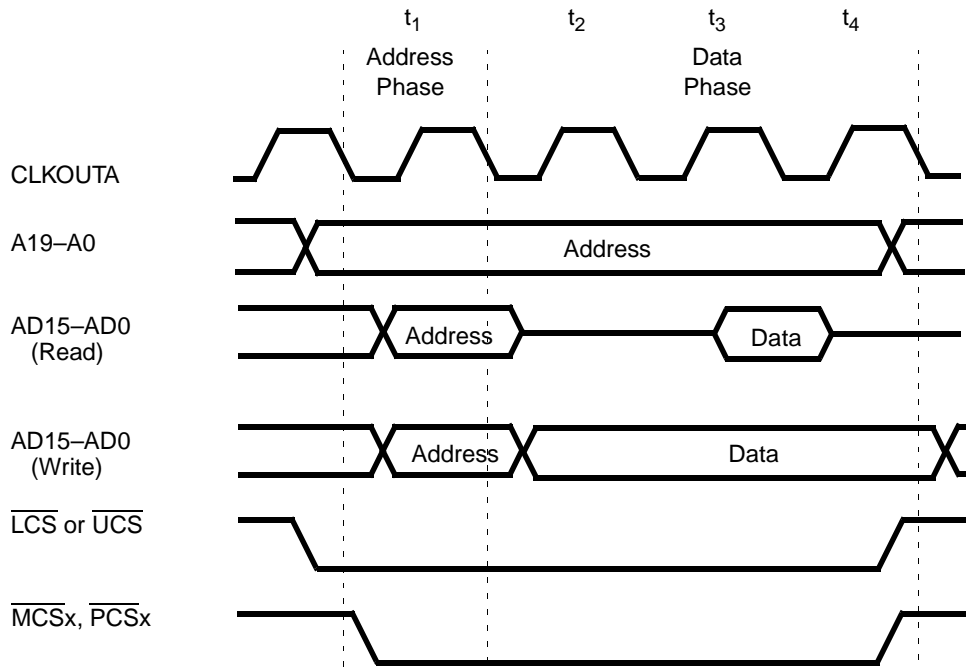 t1 t2 t3 t4
Address Data
Phase Phase
CLKOUTA
A19–A0 Address
AD15–AD0
(Read) Address Data
AD15–AD0
(Write) Address Data
LCS or UCS
MCSx, PCSx